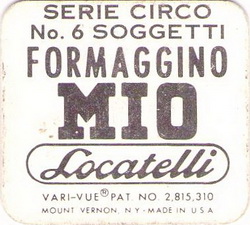 SERIE CIRCO
No. 6 SOGGETTI
FORMAGGINO
MIO
Locatelli
VARI-VUE® PAT. NO. 2,815,310
MOUNT VERNON, N.Y. - MADE IN U.S.A